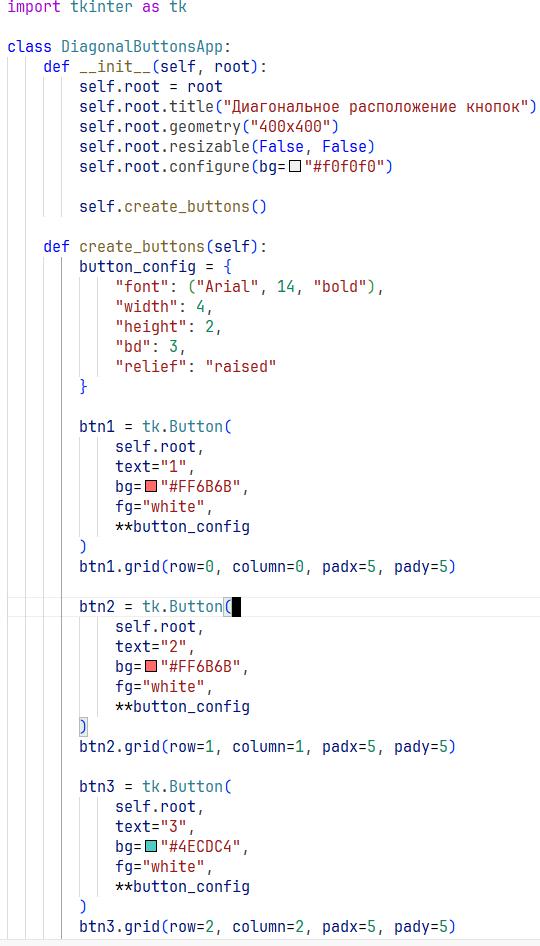 import tkinter as tk
class DiagonalButtonsApp:
def __init__(self, root):
self.root = root
self.root.title("Диагональное расположение кнопок")
self.root.geometry("400x400")
self.root.resizable(False, False)
self.root.configure(bg="#f0f0f0")
self.create_buttons()
def create_buttons(self):
button_config = {
"font": ("Arial", 14, "bold"),
"width": 4,
"height": 2,
"bd": 3,
"relief": "raised"
}
btn1 = tk.Button(
self.root,
text="1",
bg="#FF6B6B",
fg="white",
**button_config
)
btn1.grid(row=0, column=0, padx=5, pady=5)
btn2 = tk.Button(
self.root,
text="2",
bg="#FF6B6B",
fg="white",
**button_config
)
btn2.grid(row=1, column=1, padx=5, pady=5)
btn3 = tk.Button(
self.root,
text="3",
bg="#4ECDC4",
fg="white",
**button_config
)
btn3.grid(row=2, column=2, padx=5, pady=5)